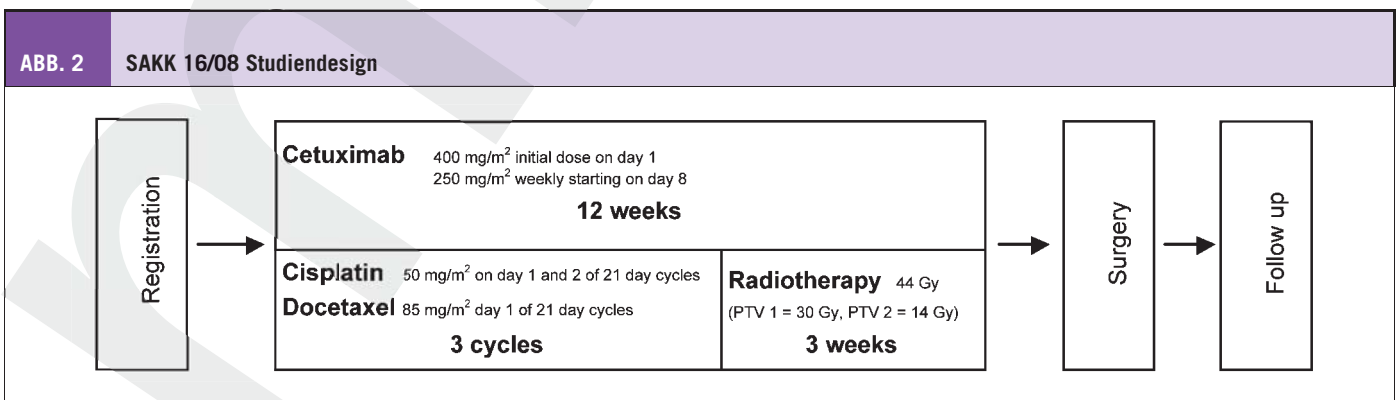 ABB. 2 SAKK 16/08 Studiendesign
Registration
Cetuximab 400 mg/m² initial dose on day 1
250 mg/m² weekly starting on day 8
12 weeks
Cisplatin 50 mg/m² on day 1 and 2 of 21 day cycles
Docetaxel 85 mg/m² day 1 of 21 day cycles
3 cycles
Radiotherapy 44 Gy
(PTV 1 = 30 Gy, PTV 2 = 14 Gy)
3 weeks
Surgery
Follow up